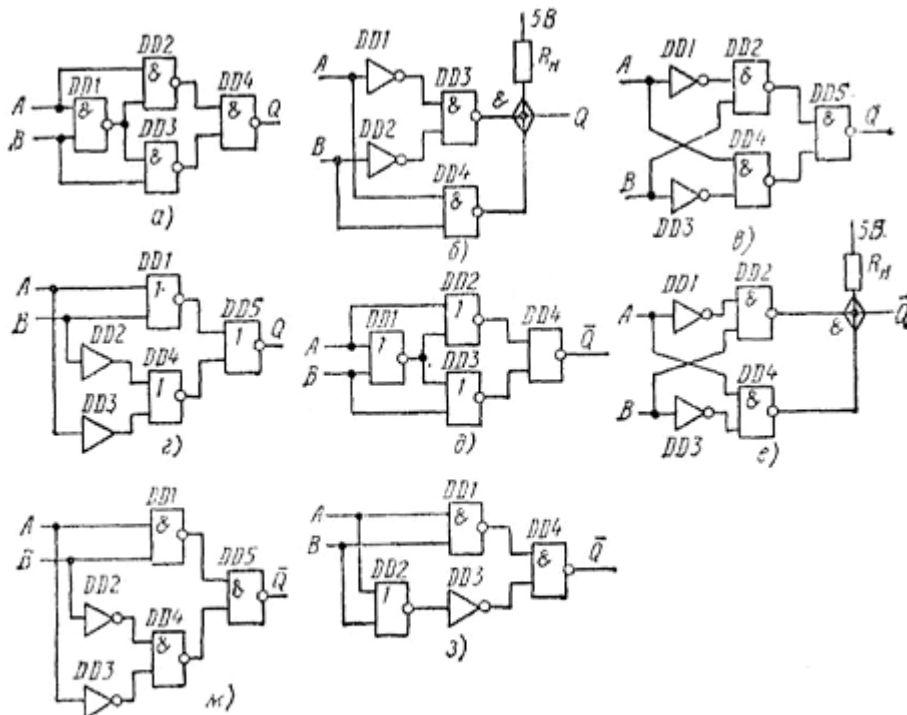 A
B
DD1
&
DD2
&
DD3
&
DD4
&
Q
а)
A
B
DD1
DD2
DD3
&
DD4
&
&
5В
Rн
Q
б)
A
B
DD1
DD2
&
DD3
DD4
&
DD5
&
Q
в)
A
B
DD1
1
DD2
DD3
DD4
1
DD5
1
Q
г)
A
B
DD1
1
DD2
1
DD3
1
DD4
Q̅
д)
A
B
DD1
DD2
&
DD3
DD4
&
&
5В
Rн
Q̅
е)
A
B
DD1
&
DD2
DD3
DD4
&
DD5
&
Q̅
ж)
A
B
DD1
&
DD2
1
DD3
DD4
&
Q̅
з)